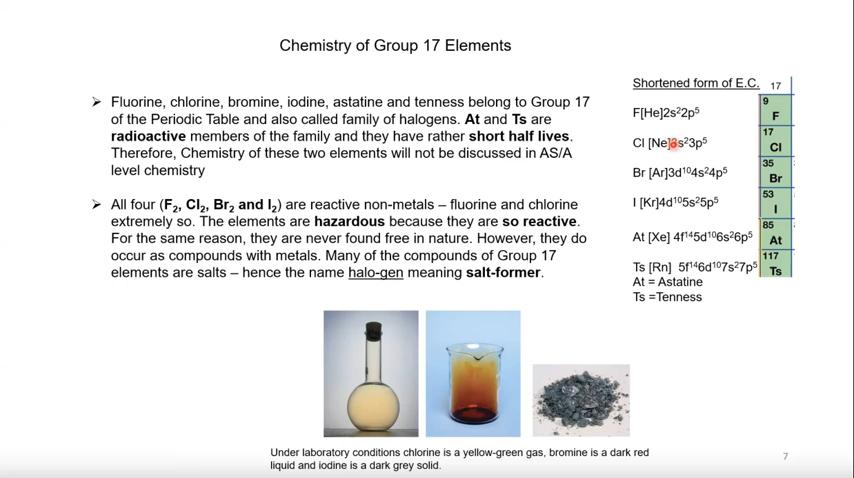 Chemistry of Group 17 Elements
➢ Fluorine, chlorine, bromine, iodine, astatine and tenness belong to Group 17
of the Periodic Table and also called family of halogens. At and Ts are
radioactive members of the family and they have rather short half lives.
Therefore, Chemistry of these two elements will not be discussed in AS/A
level chemistry
➢ All four (F₂, Cl₂, Br₂ and I₂) are reactive non-metals – fluorine and chlorine
extremely so. The elements are hazardous because they are so reactive.
For the same reason, they are never found free in nature. However, they do
occur as compounds with metals. Many of the compounds of Group 17
elements are salts – hence the name halo-gen meaning salt-former.
Shortened form of E.C.
F[He]2s²2p⁵
Cl [Ne]3s²3p⁵
Br [Ar]3d¹⁰4s²4p⁵
I [Kr]4d¹⁰5s²5p⁵
At [Xe] 4f¹⁴5d¹⁰6s²6p⁵
Ts [Rn] 5f¹⁴6d¹⁰7s²7p⁵
At = Astatine
Ts =Tenness
17
9
F
17
Cl
35
Br
53
I
85
At
117
Ts
Under laboratory conditions chlorine is a yellow-green gas, bromine is a dark red
liquid and iodine is a dark grey solid.
7